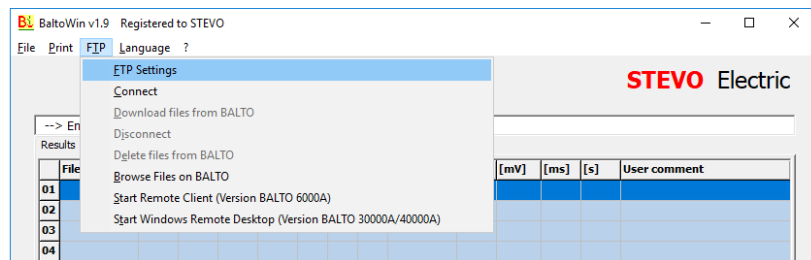 BaltoWin v1.9 Registered to STEVO
File Print FTP Language ?
FTP Settings
STEVO Electric
Connect
Download files from BALTO
--> En
Disconnect
Results
Delete files from BALTO
File [mV] [ms] [s] User comment
Browse Files on BALTO
01
Start Remote Client (Version BALTO 6000A)
02
Start Windows Remote Desktop (Version BALTO 30000A/40000A)
03
04